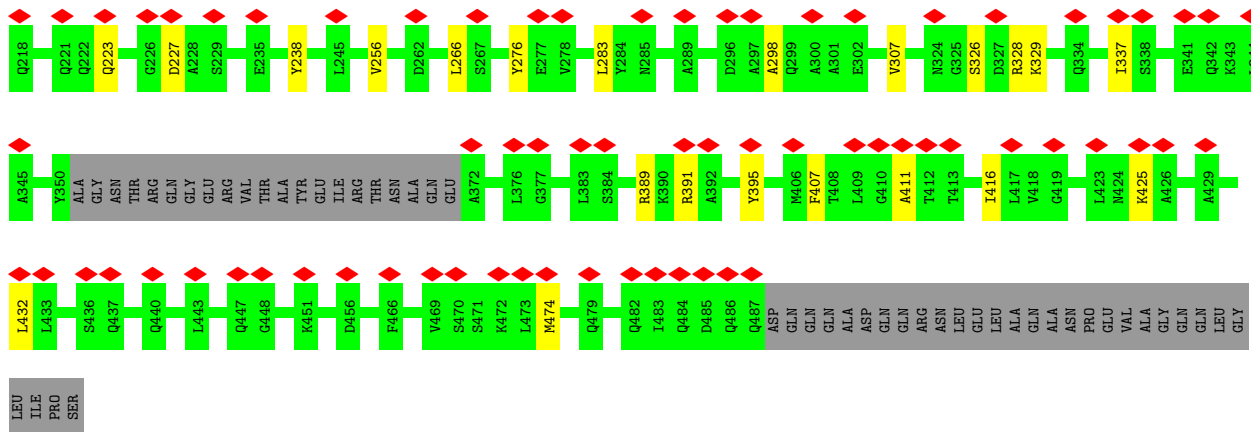 Q218 Q221 Q222 Q223 G226 D227 A228 S229 E235 Y238 L245 V256 D262 L266 S267 Y276 E277 V278 L283 Y284 N285 A289 D296 A297 A298 Q299 A300 A301 E302 V307 N324 G325 S326 D327 R328 K329 Q334 I337 S338 E341 Q342 K343
A345 Y350 ALA GLY ASN THR ARG GLN GLY GLU ARG VAL THR ALA TYR GLU ILE ARG THR ASN ALA GLN GLU A372 L376 G377 L383 S384 R389 K390 R391 A392 Y395 M406 F407 T408 L409 G410 A411 T412 T413 I416 L417 V418 G419 L423 N424 K425 A426 A429
L432 L433 S436 Q437 Q440 L443 Q447 G448 K451 D456 F466 V469 S470 S471 K472 L473 M474 Q479 Q482 I483 Q484 D485 Q486 Q487 ASP GLN GLN GLN ALA ASP GLN GLN ARG ASN LEU GLU LEU ALA GLN ALA ASN PRO GLU VAL ALA GLY GLN GLN LEU GLY
LEU ILE PRO SER